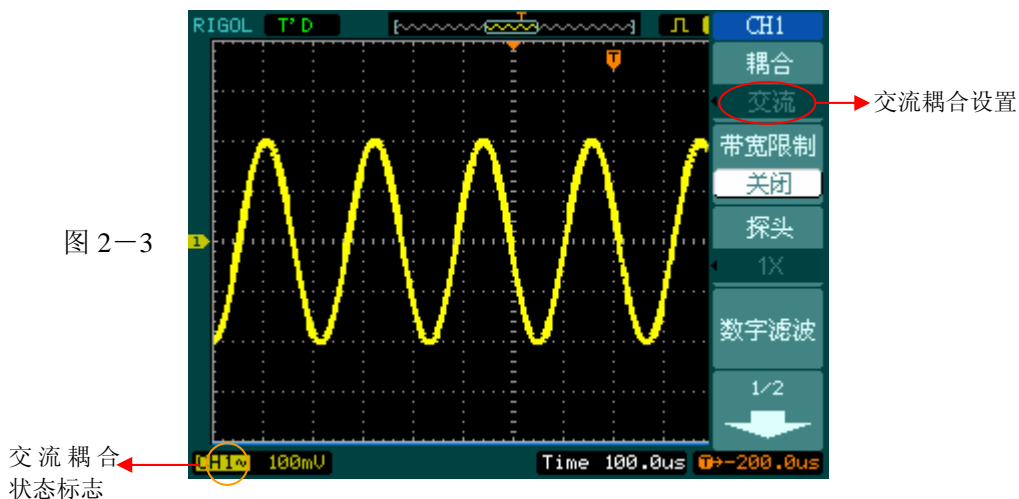 RIGOL T'D T CH1
耦合
交流
交流耦合设置
T
带宽限制
关闭
探头
1X
图 2－3
1
数字滤波
1/2
交流耦合
状态标志
CH1~ 100mV Time 100.0us T→-200.0us